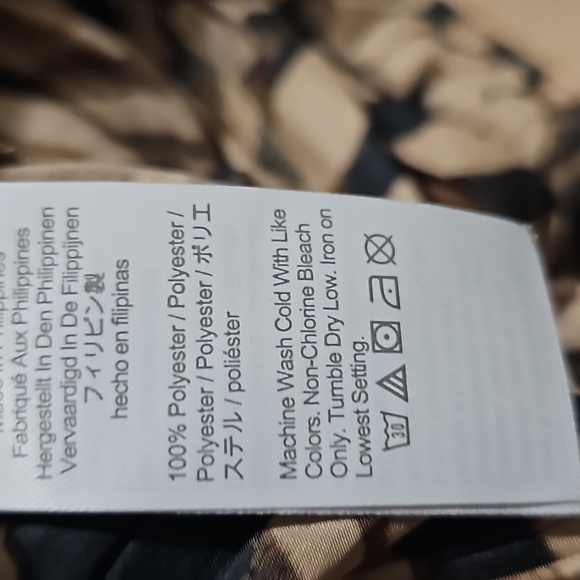 Fabriqué Aux Philippines
Hergestellt In Den Philippinen
Vervaardigd In De Filippijnen
フィリピン製
hecho en filipinas
100% Polyester / Polyester /
Polyester / Polyester / ポリエ
ステル / poliéster
Machine Wash Cold With Like
Colors. Non-Chlorine Bleach
Only. Tumble Dry Low. Iron on
Lowest Setting.
30